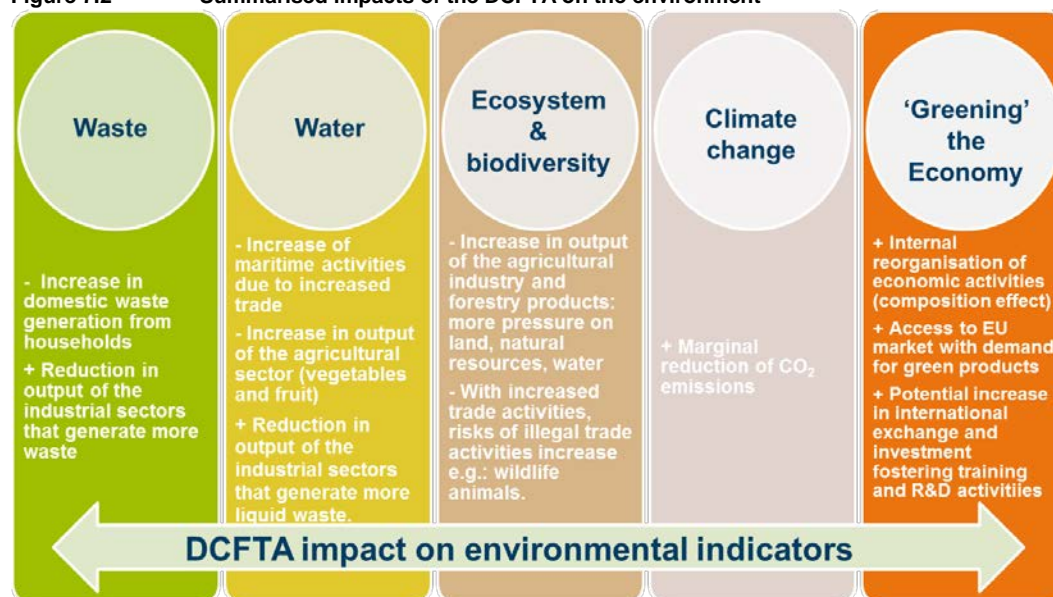 Figure 7.2 Summarised impacts of the DCFTA on the environment
Waste
- Increase in
domestic waste
generation from
households
+ Reduction in
output of the
industrial sectors
that generate more
waste
Water
- Increase of
maritime activities
due to increased
trade
- Increase in output
of the agricultural
sector (vegetables
and fruit)
+ Reduction in
output of the
industrial sectors
that generate more
liquid waste.
Ecosystem
&
biodiversity
- Increase in output
of the agricultural
industry and
forestry products:
more pressure on
land, natural
resources, water
- With increased
trade activities,
risks of illegal trade
activities increase
e.g.: wildlife
animals.
Climate
change
+ Marginal
reduction of CO₂
emissions
'Greening'
the
Economy
+ Internal
reorganisation of
economic activities
(composition effect)
+ Access to EU
market with demand
for green products
+ Potential increase
in international
exchange and
investment
fostering training
and R&D activitiies
DCFTA impact on environmental indicators